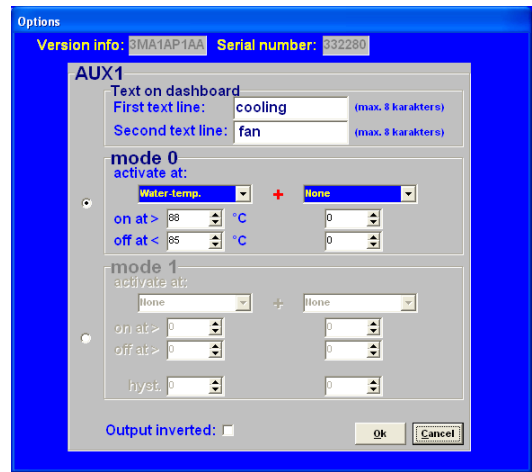 Options
Version info: 3MA1AP1AA Serial number: 332280
AUX1
Text on dashboard
First text line: cooling (max. 8 karakters)
Second text line: fan (max. 8 karakters)
mode 0
activate at:
Water-temp. + None
on at > 88 °C 0
off at < 85 °C 0
mode 1
activate at:
None + None
on at > 0 0
off at > 0 0
hyst. 0 0
Output inverted: Ok Cancel